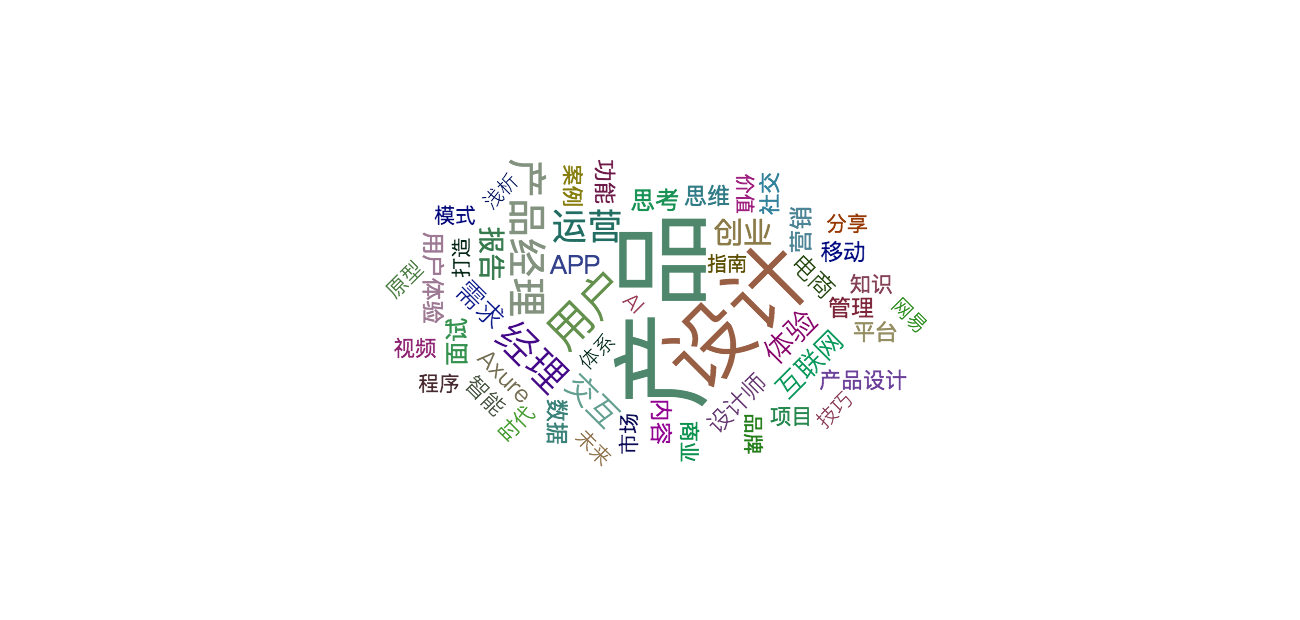 产品
设计
用户
经理
产品经理
运营
创业
体验
互联网
交互
APP
需求
思考
思维
报告
设计师
数据
案例
功能
价值
社交
营销
分享
移动
电商
指南
知识
管理
网易
平台
产品设计
技巧
项目
品牌
商业
内容
市场
未来
时代
智能
Axure
程序
面试
视频
原型
用户体验
打造
模式
浅析
体系
AI